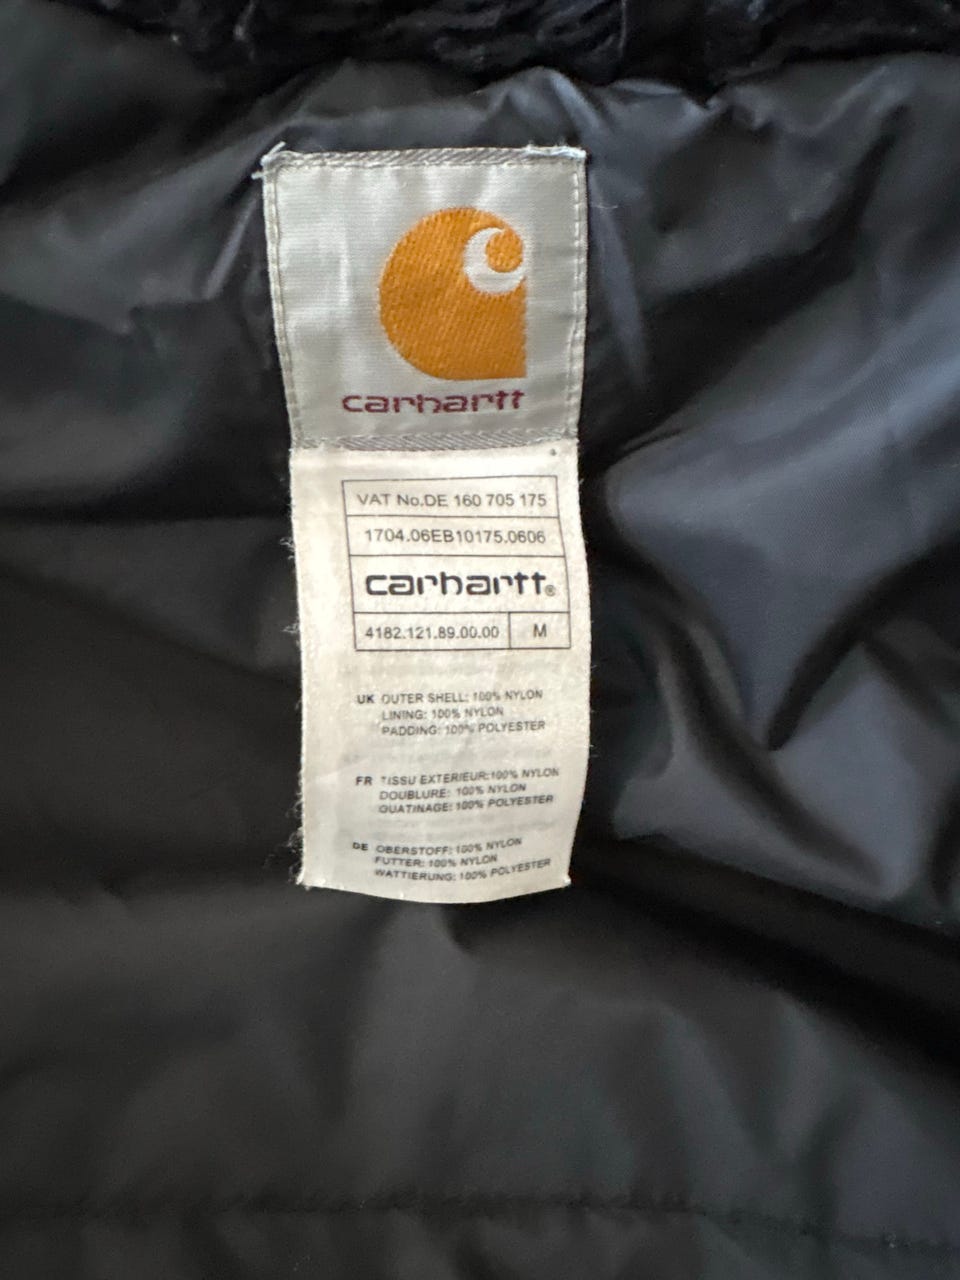 carhartt
VAT No.DE 160 705 175
1704.06EB10175.0606
carhartt®
4182.121.89.00.00 M
UK OUTER SHELL: 100% NYLON
LINING: 100% NYLON
PADDING: 100% POLYESTER
FR TISSU EXTERIEUR:100% NYLON
DOUBLURE: 100% NYLON
OUATINAGE: 100% POLYESTER
DE OBERSTOFF: 100% NYLON
FUTTER: 100% NYLON
WATTIERUNG: 100% POLYESTER